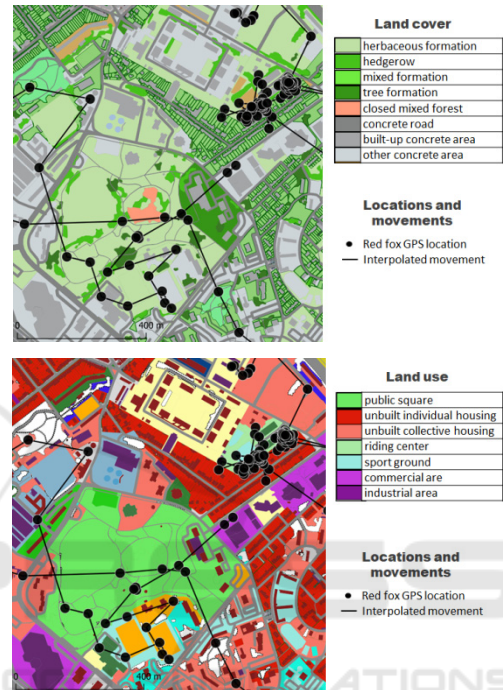 Land cover
herbaceous formation
hedgerow
mixed formation
tree formation
closed mixed forest
concrete road
built-up concrete area
other concrete area
Locations and
movements
Red fox GPS location
Interpolated movement
0
400 m
Land use
public square
unbuilt individual housing
unbuilt collective housing
riding center
sport ground
commercial are
industrial area
Locations and
movements
Red fox GPS location
Interpolated movement
0
400 m
ATIONS